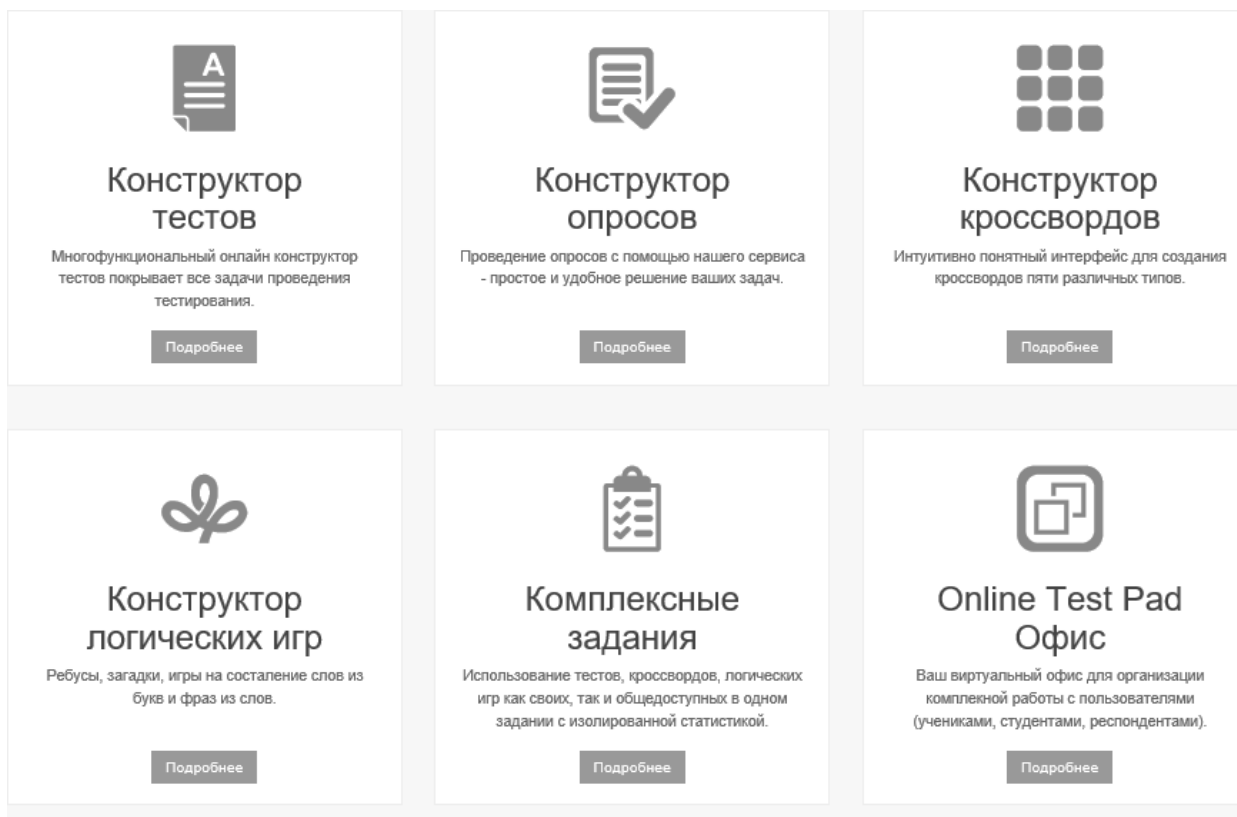 A
Конструктор
тестов
Многофункциональный онлайн конструктор
тестов покрывает все задачи проведения
тестирования.
Подробнее
Конструктор
опросов
Проведение опросов с помощью нашего сервиса
- простое и удобное решение ваших задач.
Подробнее
Конструктор
кроссвордов
Интуитивно понятный интерфейс для создания
кроссвордов пяти различных типов.
Подробнее
Конструктор
логических игр
Ребусы, загадки, игры на состаление слов из
букв и фраз из слов.
Подробнее
Комплексные
задания
Использование тестов, кроссвордов, логических
игр как своих, так и общедоступных в одном
задании с изолированной статистикой.
Подробнее
Online Test Pad
Офис
Ваш виртуальный офис для организации
комплекной работы с пользователями
(учениками, студентами, респондентами).
Подробнее